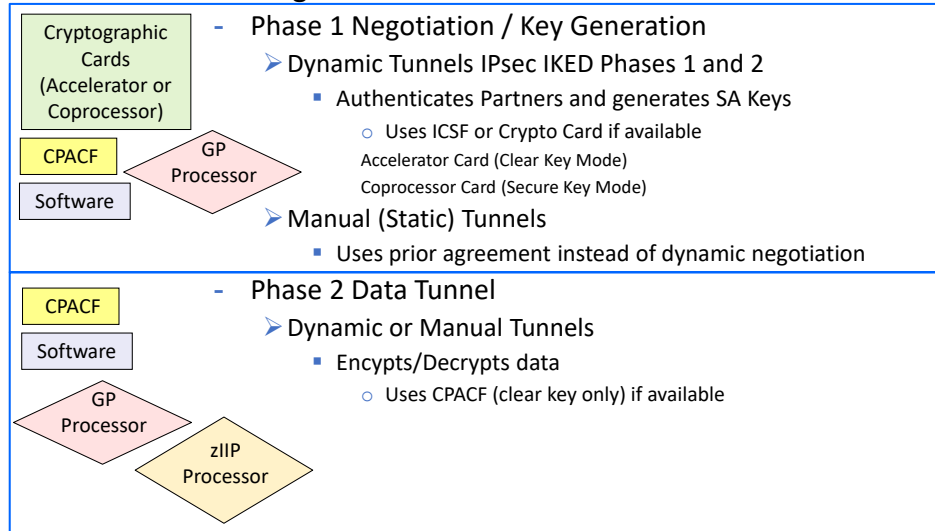 Cryptographic
Cards
(Accelerator or
Coprocessor)
CPACF
Software
GP
Processor
- Phase 1 Negotiation / Key Generation
➢ Dynamic Tunnels IPsec IKED Phases 1 and 2
▪ Authenticates Partners and generates SA Keys
o Uses ICSF or Crypto Card if available
Accelerator Card (Clear Key Mode)
Coprocessor Card (Secure Key Mode)
➢ Manual (Static) Tunnels
▪ Uses prior agreement instead of dynamic negotiation
CPACF
Software
GP
Processor
zIIP
Processor
- Phase 2 Data Tunnel
➢ Dynamic or Manual Tunnels
▪ Encypts/Decrypts data
o Uses CPACF (clear key only) if available